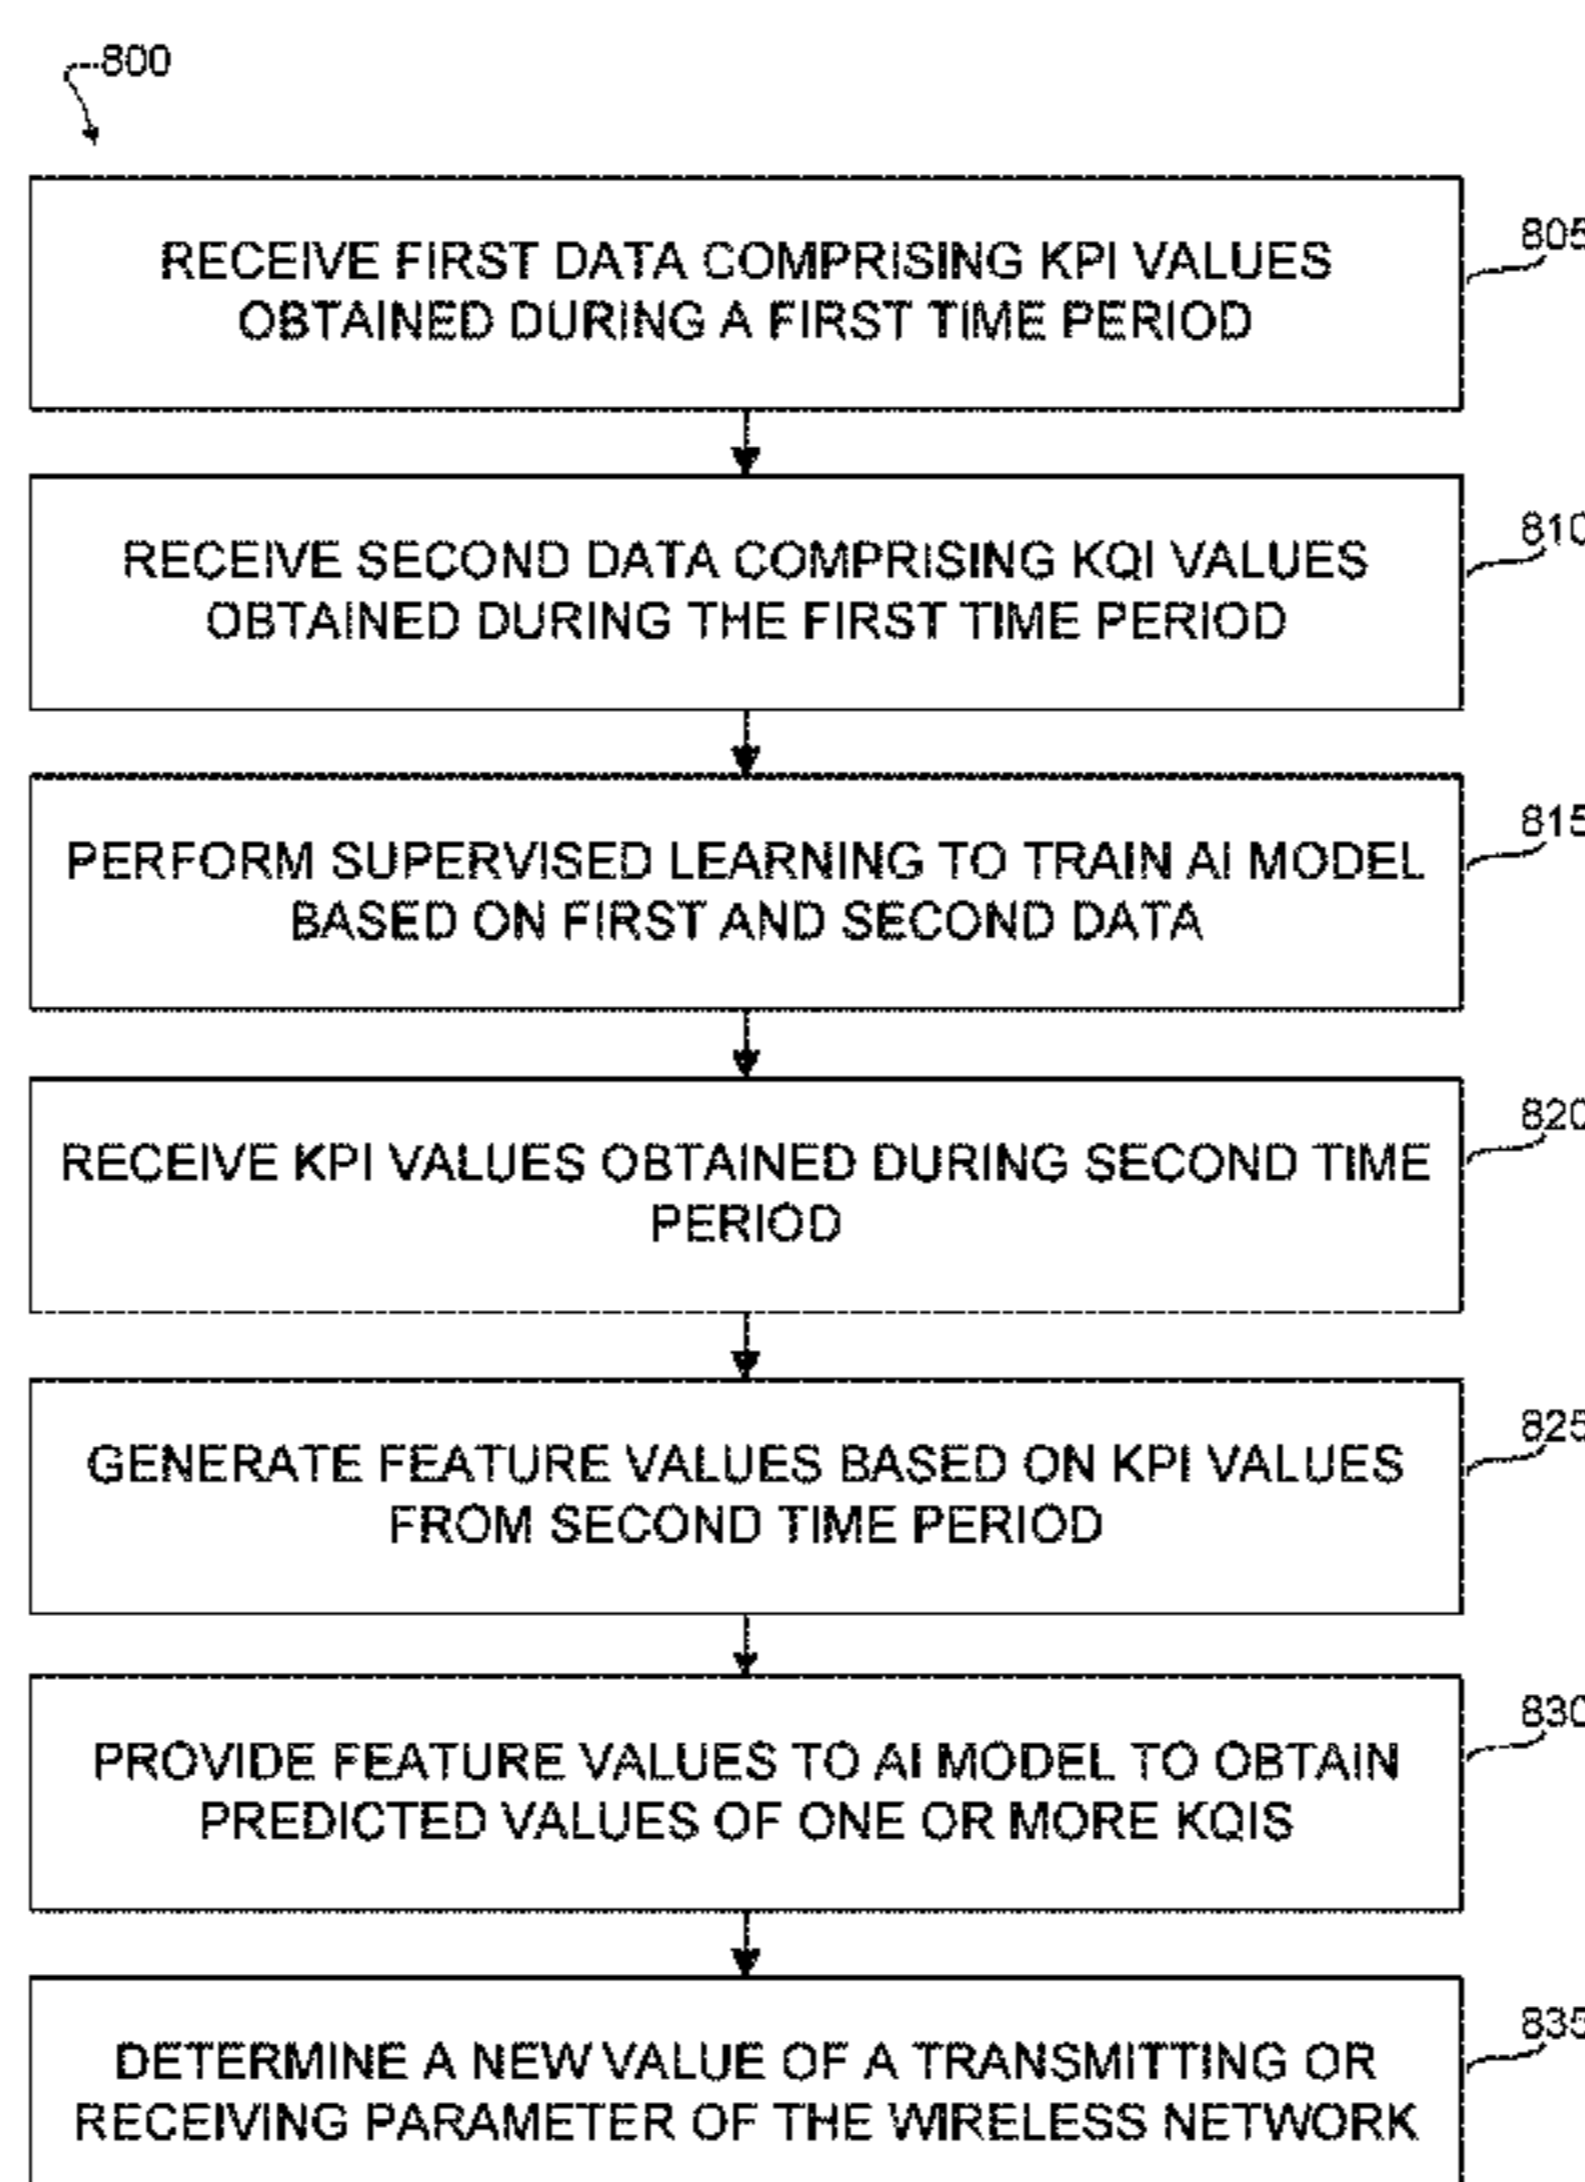 800
RECEIVE FIRST DATA COMPRISING KPI VALUES
OBTAINED DURING A FIRST TIME PERIOD
805
RECEIVE SECOND DATA COMPRISING KQI VALUES
OBTAINED DURING THE FIRST TIME PERIOD
810
PERFORM SUPERVISED LEARNING TO TRAIN AI MODEL
BASED ON FIRST AND SECOND DATA
815
RECEIVE KPI VALUES OBTAINED DURING SECOND TIME
PERIOD
820
GENERATE FEATURE VALUES BASED ON KPI VALUES
FROM SECOND TIME PERIOD
825
PROVIDE FEATURE VALUES TO AI MODEL TO OBTAIN
PREDICTED VALUES OF ONE OR MORE KQIS
830
DETERMINE A NEW VALUE OF A TRANSMITTING OR
RECEIVING PARAMETER OF THE WIRELESS NETWORK
835